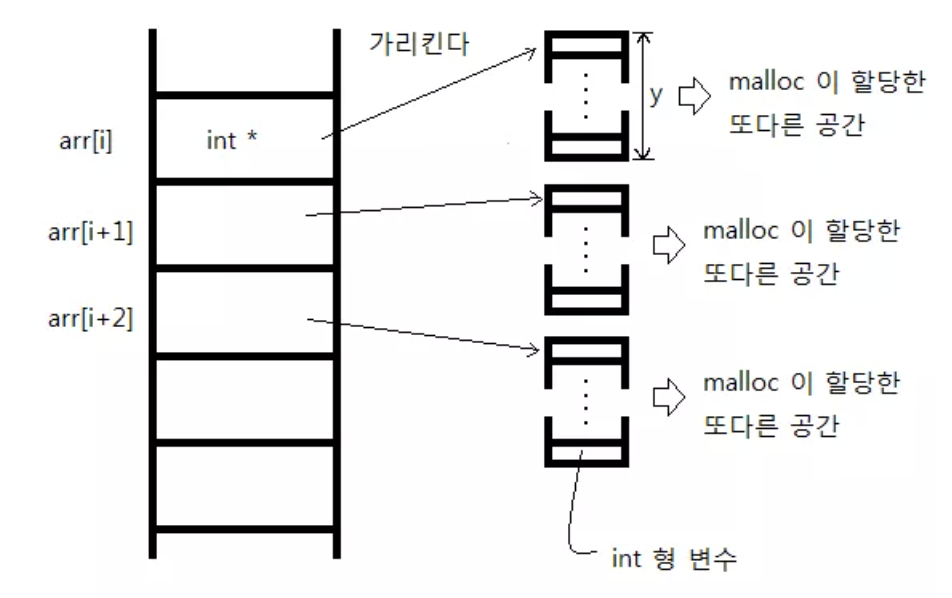 가리킨다
arr[i]
int *
y
malloc 이 할당한
또다른 공간
arr[i+1]
malloc 이 할당한
또다른 공간
arr[i+2]
malloc 이 할당한
또다른 공간
int 형 변수